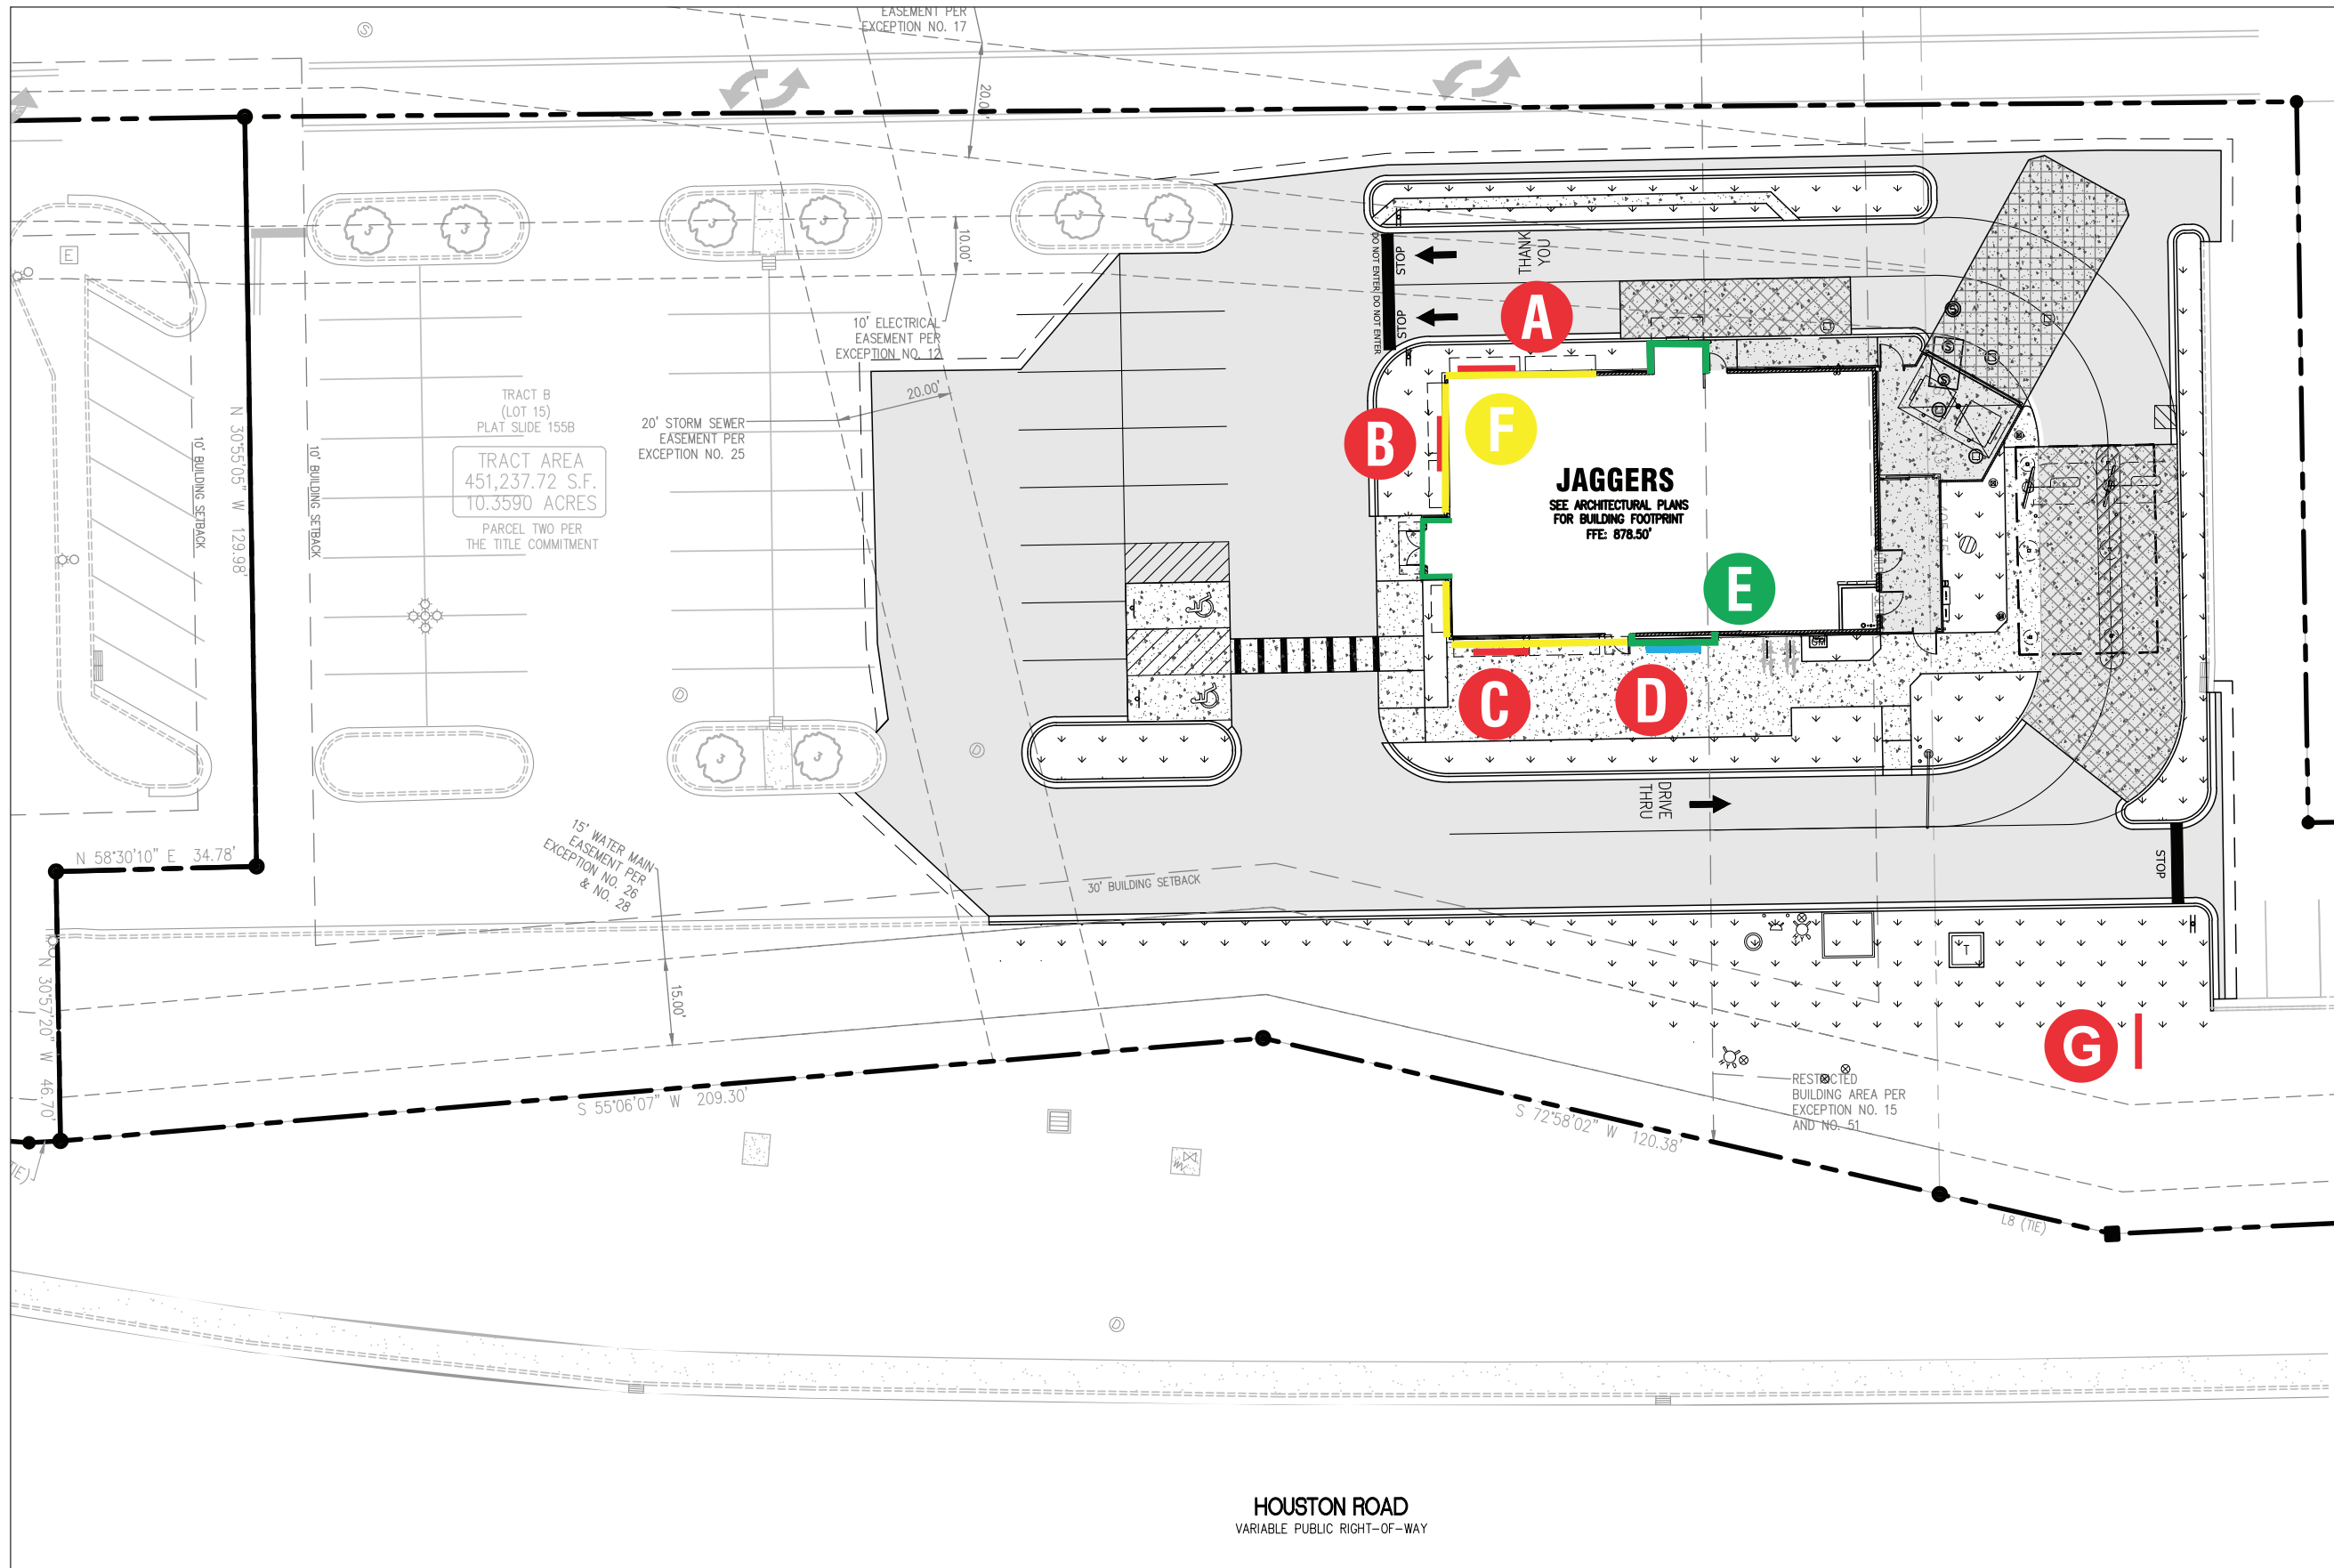 EASEMENT PER
EXCEPTION NO. 17
20.0
10.00'
10' ELECTRICAL
EASEMENT PER
EXCEPTION NO. 12
20.00'
20' STORM SEWER
EASEMENT PER
EXCEPTION NO. 25
E
N 30°55'05" W 129.98'
10' BUILDING SETBACK
10' BUILDING SETBACK
TRACT B
(LOT 15)
PLAT SLIDE 155B
TRACT AREA
451,237.72 S.F.
10.3590 ACRES
PARCEL TWO PER
THE TITLE COMMITMENT
DO NOT ENTER
DO NOT ENTER
STOP
STOP
THANK
YOU
A
B
F
JAGGERS
SEE ARCHITECTURAL PLANS
FOR BUILDING FOOTPRINT
FFE: 878.50'
E
C
D
DRIVE
THRU
STOP
N 58°30'10" E 34.78'
15' WATER MAIN
EASEMENT PER
EXCEPTION NO. 26
& NO. 28
30' BUILDING SETBACK
15.00'
N 30°57'20" W 46.70'
T
G
RESTRICTED
BUILDING AREA PER
EXCEPTION NO. 15
AND NO. 51
S 55°06'07" W 209.30'
S 72°58'02" W 120.38'
L8 (TIE)
HOUSTON ROAD
VARIABLE PUBLIC RIGHT-OF-WAY